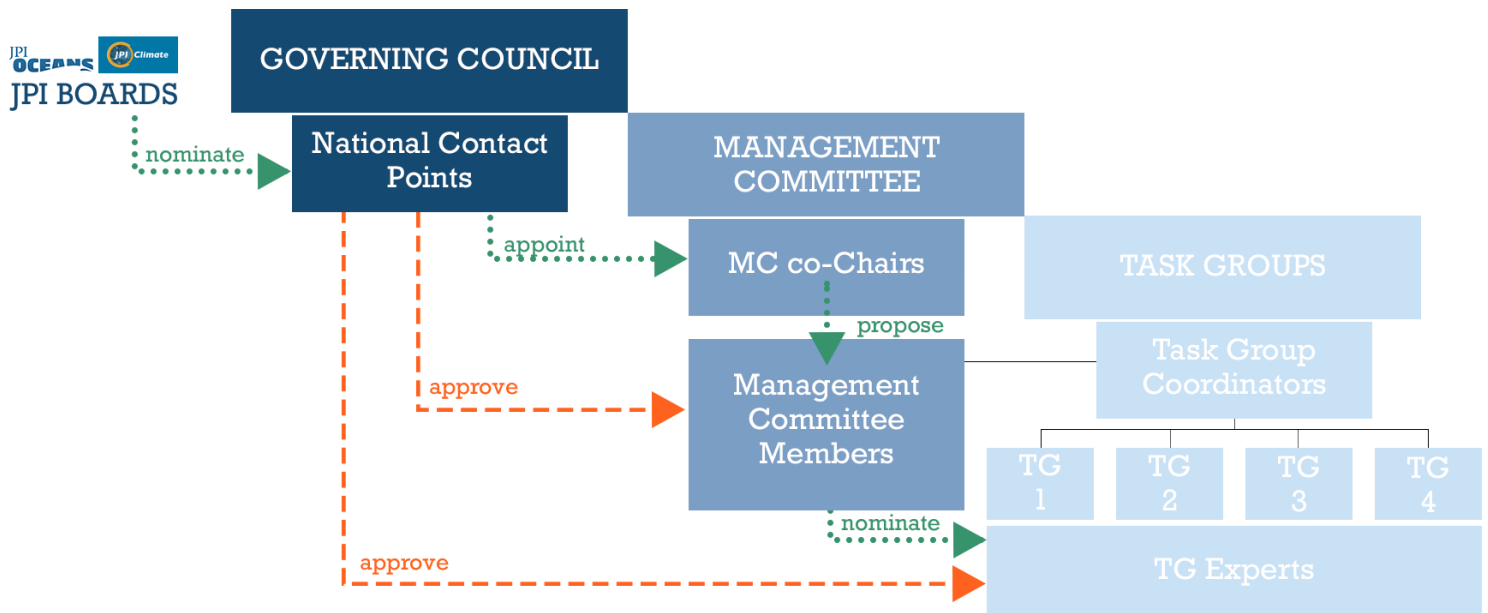 JPI
OCEANS
JPI Climate
JPI BOARDS
GOVERNING COUNCIL
nominate
National Contact
Points
MANAGEMENT
COMMITTEE
appoint
MC co-Chairs
TASK GROUPS
propose
Task Group
Coordinators
approve
Management
Committee
Members
TG
1
TG
2
TG
3
TG
4
nominate
approve
TG Experts